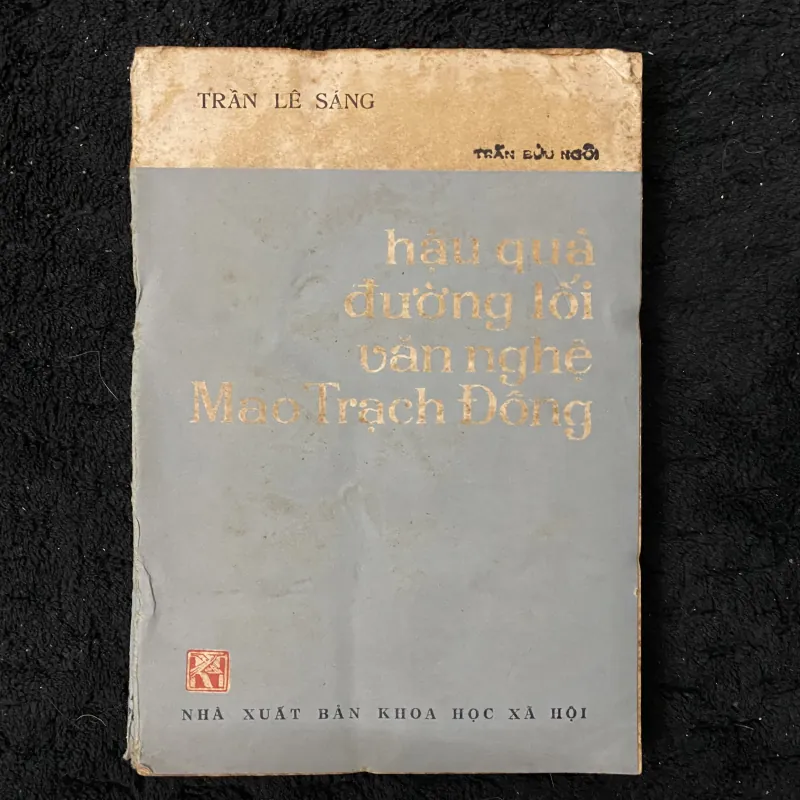 TRẦN LÊ SÁNG
TRẦN BỬU NGÔI
hậu quả
đường lối
văn nghệ
Mao Trạch Đông
NHÀ XUẤT BẢN KHOA HỌC XÃ HỘI